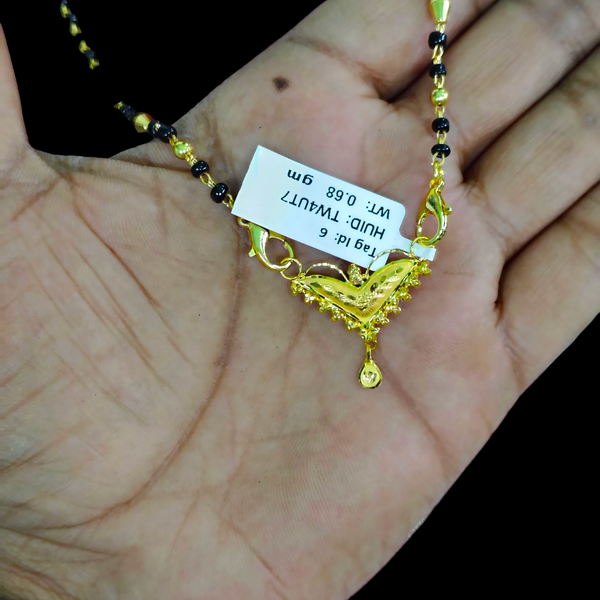 Tag Id: 6
HUID: TW4UT7
WT: 0.68 gm